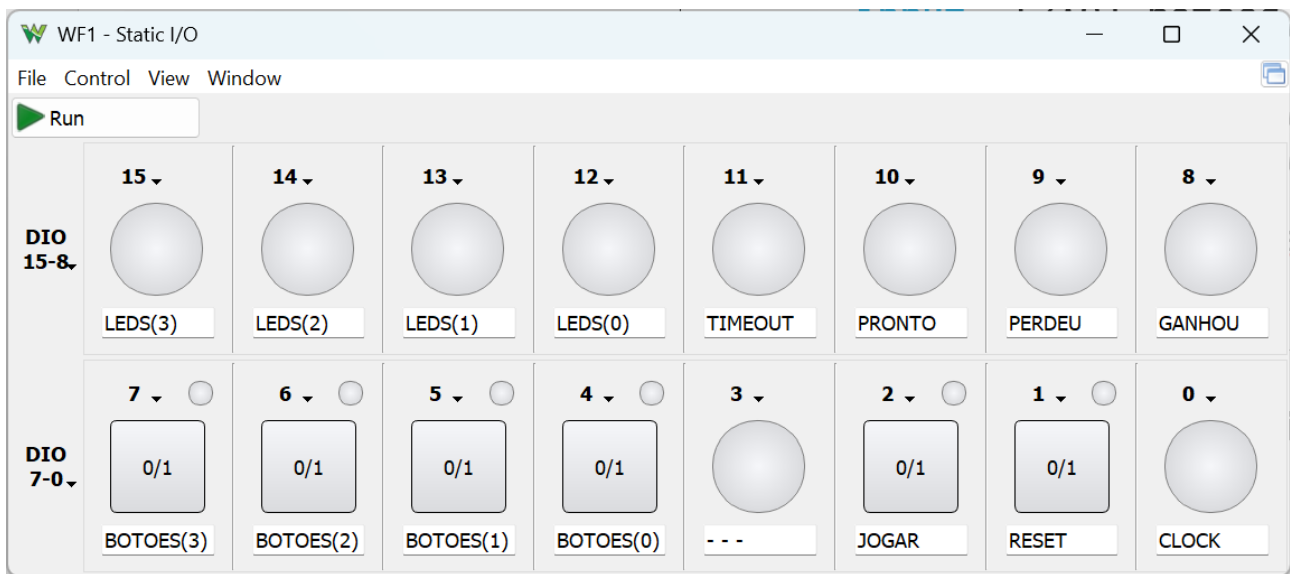 WF1 - Static I/O
File Control View Window
Run
DIO
15-8
15 14 13 12 11 10 9 8
LEDS(3) LEDS(2) LEDS(1) LEDS(0) TIMEOUT PRONTO PERDEU GANHOU
DIO
7-0
7 6 5 4 3 2 1 0
0/1 0/1 0/1 0/1 0/1 0/1
BOTOES(3) BOTOES(2) BOTOES(1) BOTOES(0) - - - JOGAR RESET CLOCK